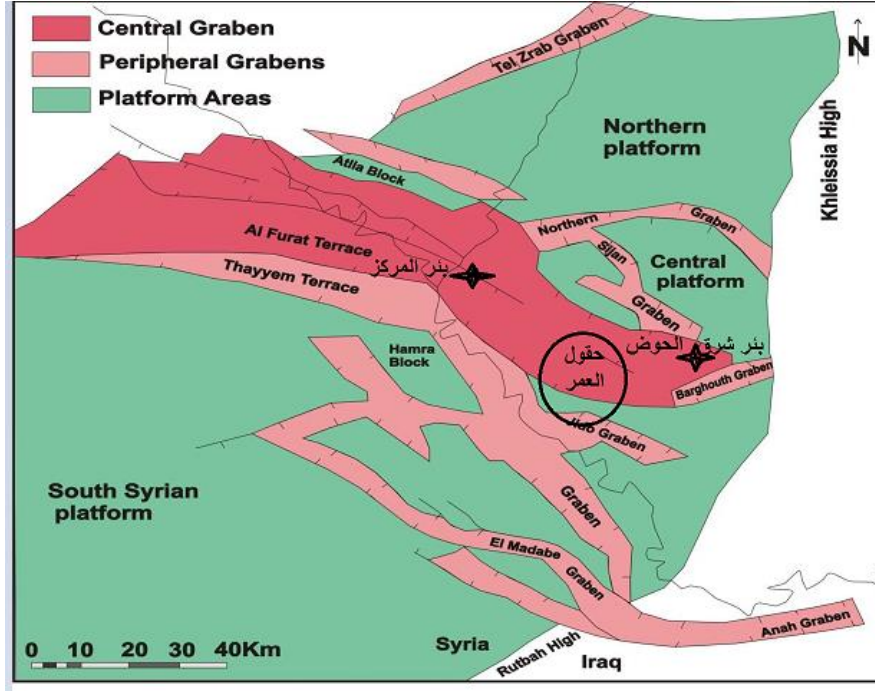 Central Graben
Peripheral Grabens
Platform Areas
N
Tel Zrab Graben
Northern
platform
Khleissia High
Atlla Block
Northern
Graben
Sijan
Graben
Central
platform
Al Furat Terrace
Thayyem Terrace
بئر المركز
بئر شرق الحوض
حقول
العمر
Barghouth Graben
Hamra
Block
Jido Graben
Graben
South Syrian
platform
El Madabe
Graben
Anah Graben
0 10 20 30 40Km
Syria
Rutbah High
Iraq